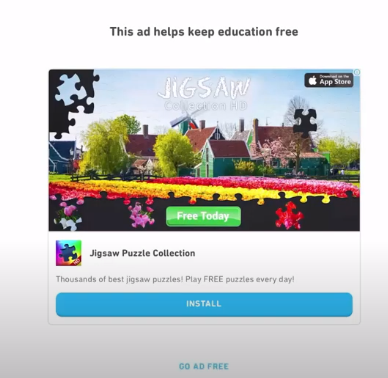 This ad helps keep education free
JIGSAW
Collection HD
Download on the
App Store
Free Today
Jigsaw Puzzle Collection
Thousands of best jigsaw puzzles! Play FREE puzzles every day!
INSTALL
GO AD FREE